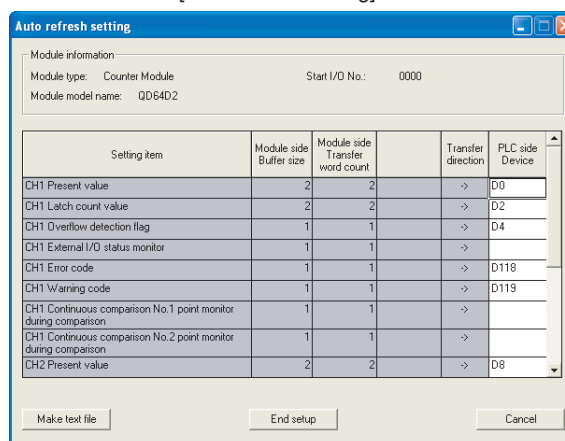 Auto refresh setting
Module information
Module type: Counter Module Start I/O No.: 0000
Module model name: QD64D2
Setting item Module side Buffer size Module side Transfer word count Transfer direction PLC side Device
CH1 Present value 2 2 -> D0
CH1 Latch count value 2 2 -> D2
CH1 Overflow detection flag 1 1 -> D4
CH1 External I/O status monitor 1 1 ->
CH1 Error code 1 1 -> D118
CH1 Warning code 1 1 -> D119
CH1 Continuous comparison No.1 point monitor during comparison 1 1 ->
CH1 Continuous comparison No.2 point monitor during comparison 1 1 ->
CH2 Present value 2 2 -> D8
Make text file End setup Cancel